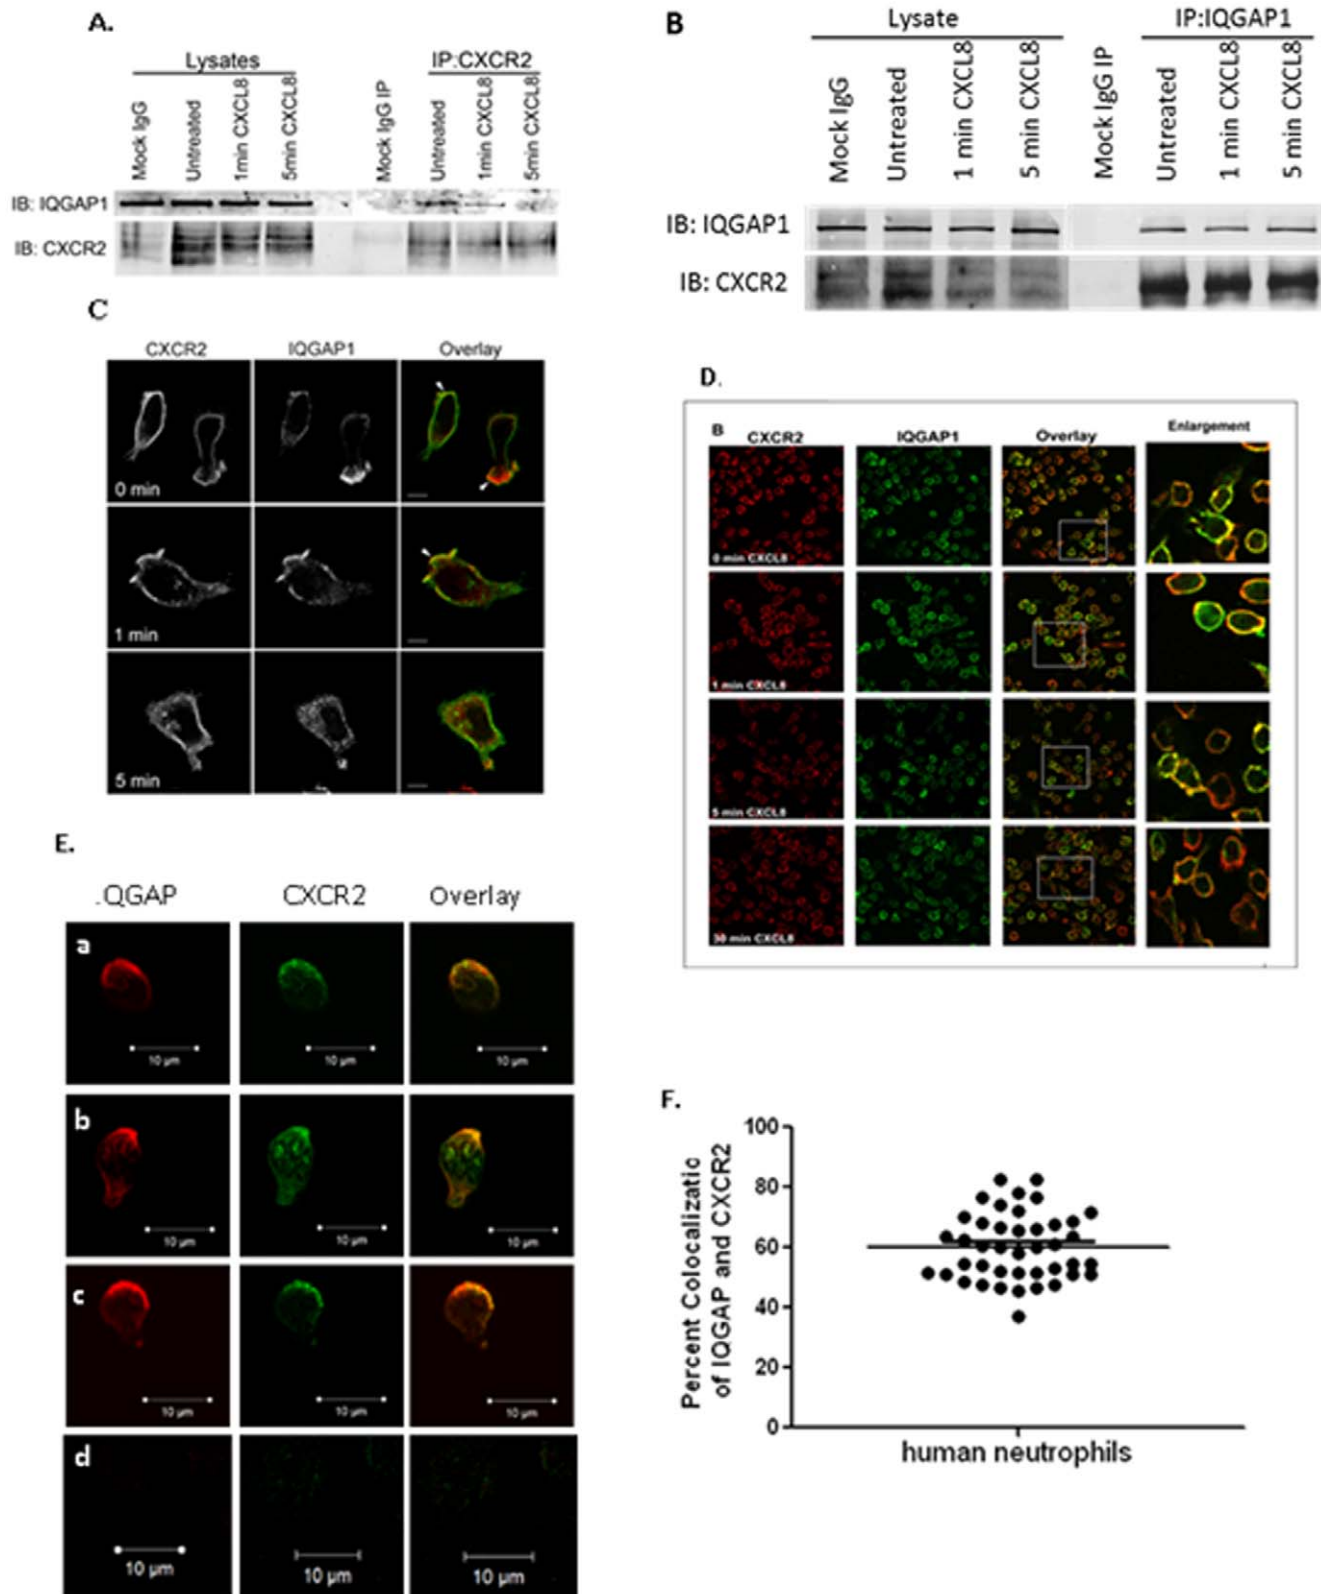 A.
Lysates
IP:CXCR2
Mock IgG
Untreated
1min CXCL8
5min CXCL8
Mock IgG IP
Untreated
1min CXCL8
5min CXCL8
IB: IQGAP1
IB: CXCR2
B
Lysate
IP:IQGAP1
Mock IgG
Untreated
1 min CXCL8
5 min CXCL8
Mock IgG IP
Untreated
1 min CXCL8
5 min CXCL8
IB: IQGAP1
IB: CXCR2
C
CXCR2 IQGAP1 Overlay
0 min
1 min
5 min
D.
B
CXCR2 IQGAP1 Overlay Enlargement
0 min CXCL8
1 min CXCL8
5 min CXCL8
30 min CXCL8
E.
.QGAP CXCR2 Overlay
a
10 µm 10 µm 10 µm
b
10 µm 10 µm 10 µm
c
10 µm 10 µm 10 µm
d
10 µm 10 µm 10 µm
F.
Percent Colocalizatic
of IQGAP and CXCR2
100
80
60
40
20
0
human neutrophils